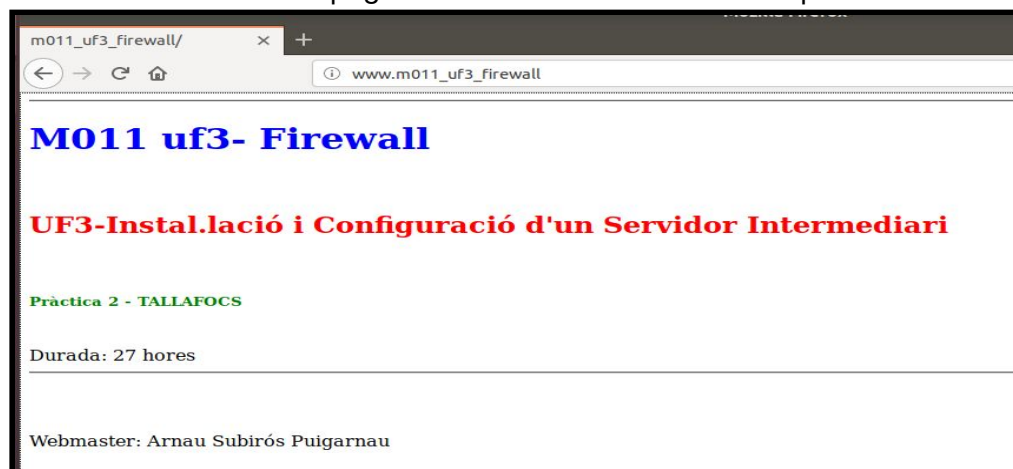 m011_uf3_firewall/
www.m011_uf3_firewall
M011 uf3- Firewall
UF3-Instal.lació i Configuració d'un Servidor Intermediari
Pràctica 2 - TALLAFOCS
Durada: 27 hores
Webmaster: Arnau Subirós Puigarnau